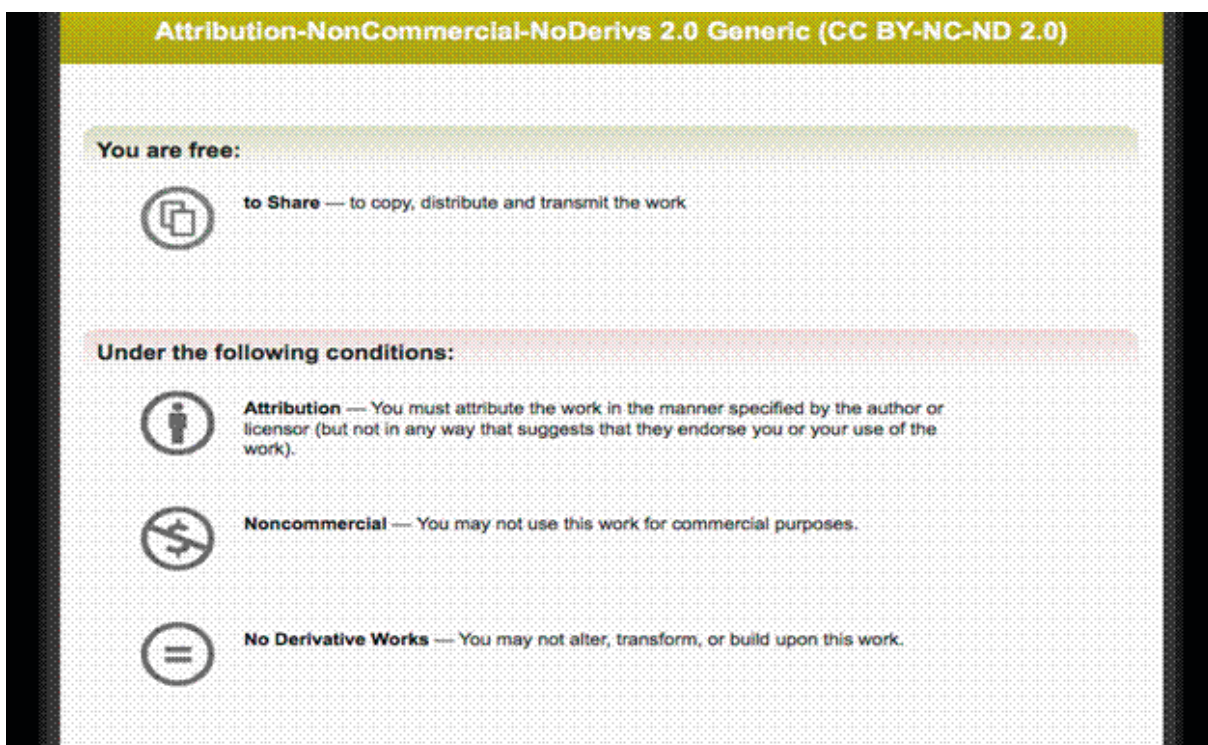 Attribution-NonCommercial-NoDerivs 2.0 Generic (CC BY-NC-ND 2.0)
You are free:
to Share — to copy, distribute and transmit the work
Under the following conditions:
Attribution — You must attribute the work in the manner specified by the author or
licensor (but not in any way that suggests that they endorse you or your use of the
work).
Noncommercial — You may not use this work for commercial purposes.
No Derivative Works — You may not alter, transform, or build upon this work.